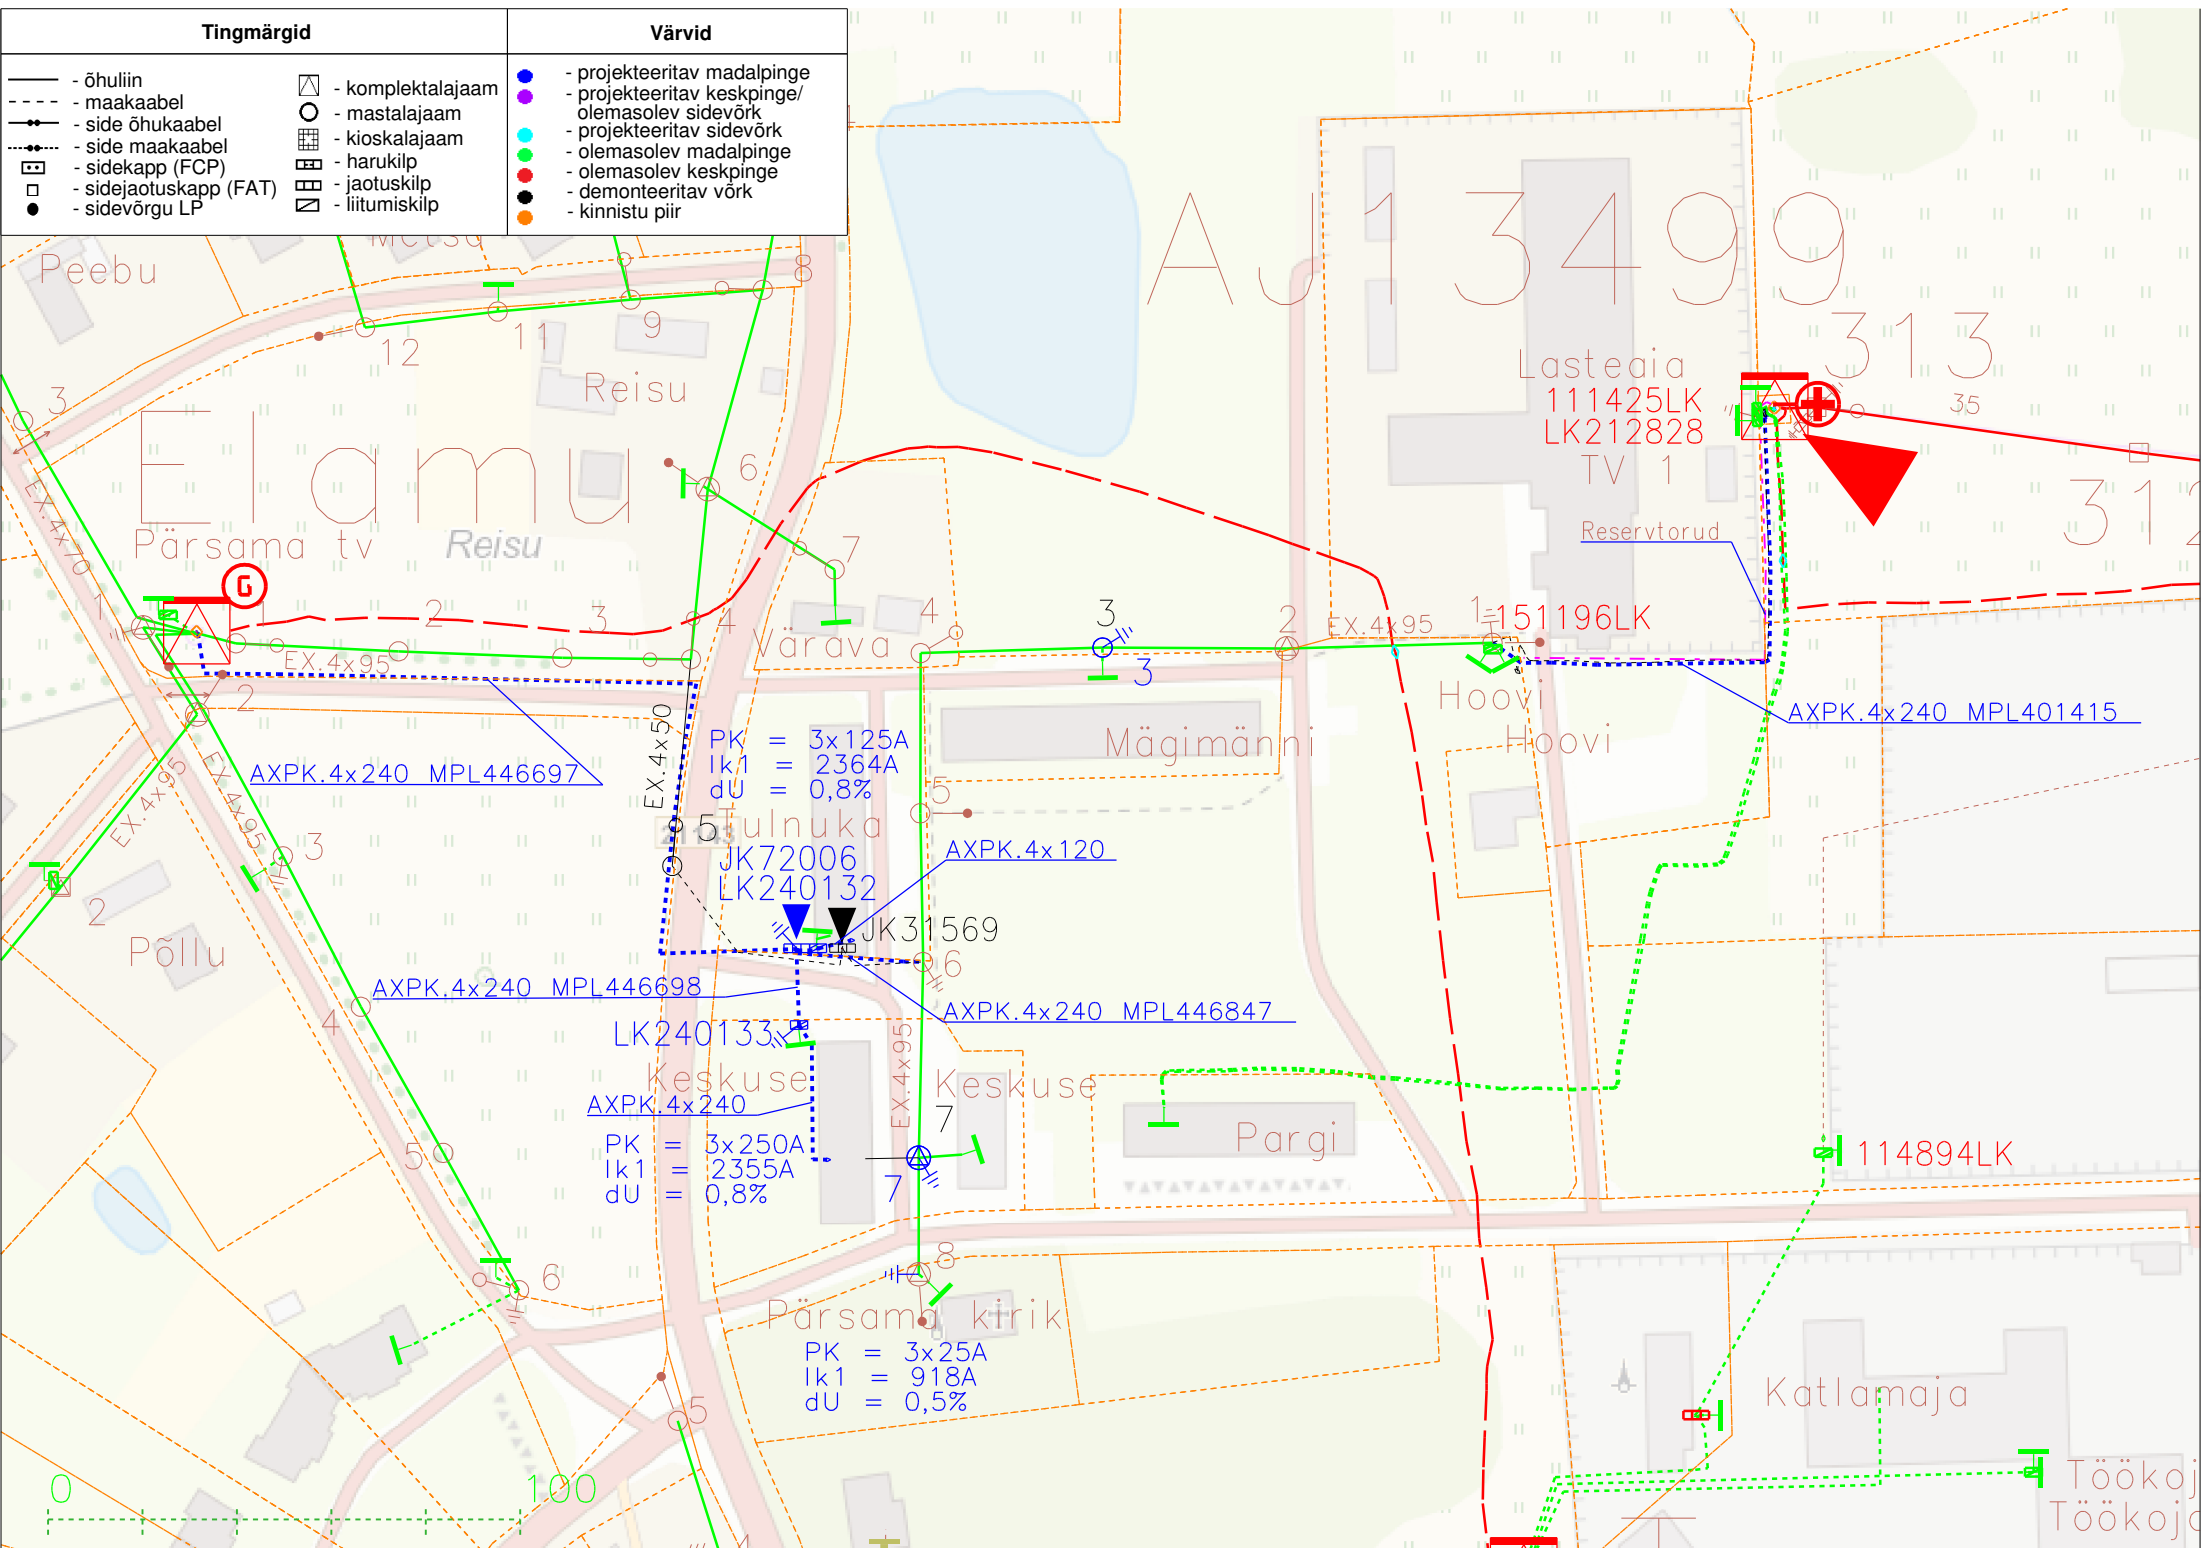 Tingmärgid
Värvid
- õhuliin
- maakaabel
- side õhukaabel
- side maakaabel
- sidekapp (FCP)
- sidejaotuskapp (FAT)
- sidevõrgu LP
- komplektalajaam
- mastalajaam
- kioskalajaam
- harukilp
- jaotuskilp
- liitumiskilp
- projekteeritav madalpinge
- projekteeritav keskpinge/
olemasolev sidevõrk
- projekteeritav sidevõrk
- olemasolev madalpinge
- olemasolev keskpinge
- demonteeritav võrk
- kinnistu piir
Peebu
8
11
9
12
Reisu
3
AJ13499
313
Lasteaia
111425LK
LK212828
TV 1
35
312
Elamu
EX.4x70
Pärsama tv
Reisu
6
7
Reservtorud
G
1
1
2
3
4
EX.4x95
Värava
4
3
3
2
EX.4x95
1
151196LK
2
EX.4x50
Hoovi
Hoovi
AXPK.4x240 MPL401415
AXPK.4x240 MPL446697
PK = 3x125A
Ik1 = 2364A
dU = 0,8%
Mägimänni
EX.4x95
EX.4x95
3
5
Tulnuka
5
JK72006
LK240132
AXPK.4x120
2
Põllu
JK31569
6
AXPK.4x240 MPL446698
AXPK.4x240 MPL446847
4
LK240133
EX.4x95
Keskuse
Keskuse
AXPK.4x240
7
PK = 3x250A
Ik1 = 2355A
dU = 0,8%
7
Pargi
5
114894LK
6
8
Pärsama kirik
PK = 3x25A
Ik1 = 918A
dU = 0,5%
5
Katlamaja
0
100
Töökoj
Töökoja